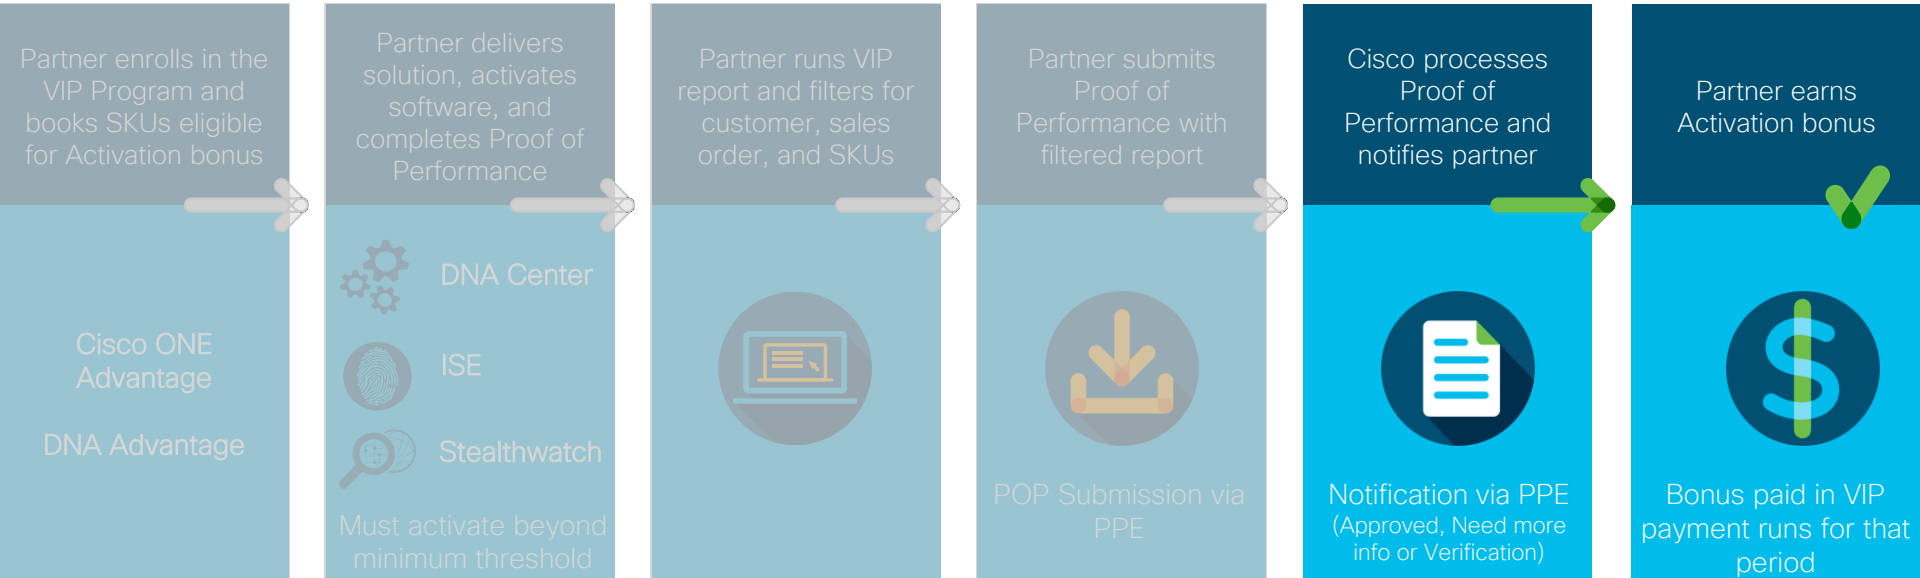 Partner enrolls in the
VIP Program and
books SKUs eligible
for Activation bonus
Cisco ONE
Advantage
DNA Advantage
Partner delivers
solution, activates
software, and
completes Proof of
Performance
DNA Center
ISE
Stealthwatch
Must activate beyond
minimum threshold
Partner runs VIP
report and filters for
customer, sales
order, and SKUs
Partner submits
Proof of
Performance with
filtered report
POP Submission via
PPE
Cisco processes
Proof of
Performance and
notifies partner
Notification via PPE
(Approved, Need more
info or Verification)
Partner earns
Activation bonus
Bonus paid in VIP
payment runs for that
period